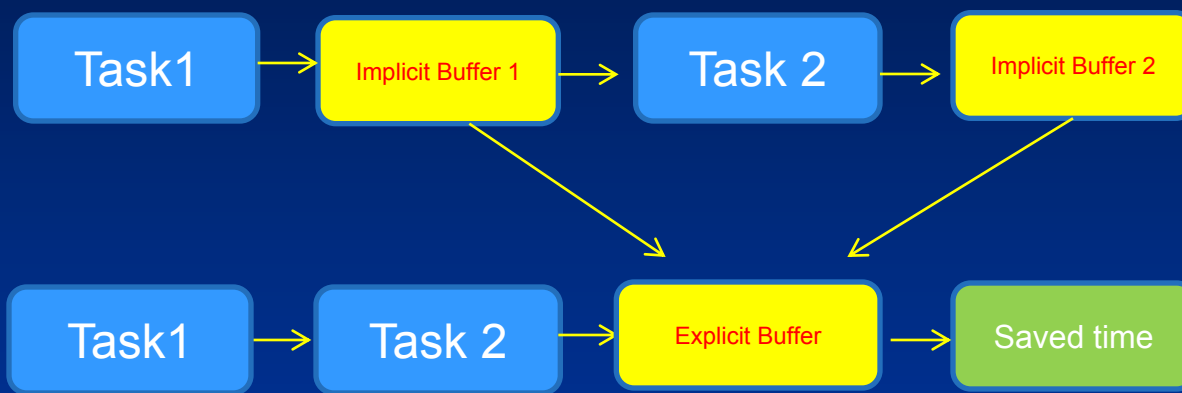 Task1
Implicit Buffer 1
Task 2
Implicit Buffer 2
Task1
Task 2
Explicit Buffer
Saved time